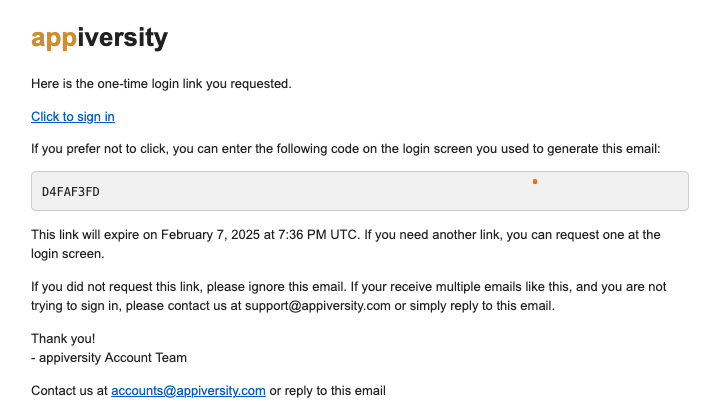 appiversity
Here is the one-time login link you requested.
Click to sign in
If you prefer not to click, you can enter the following code on the login screen you used to generate this email:
D4FAF3FD
This link will expire on February 7, 2025 at 7:36 PM UTC. If you need another link, you can request one at the
login screen.
If you did not request this link, please ignore this email. If your receive multiple emails like this, and you are not
trying to sign in, please contact us at support@appiversity.com or simply reply to this email.
Thank you!
- appiversity Account Team
Contact us at accounts@appiversity.com or reply to this email